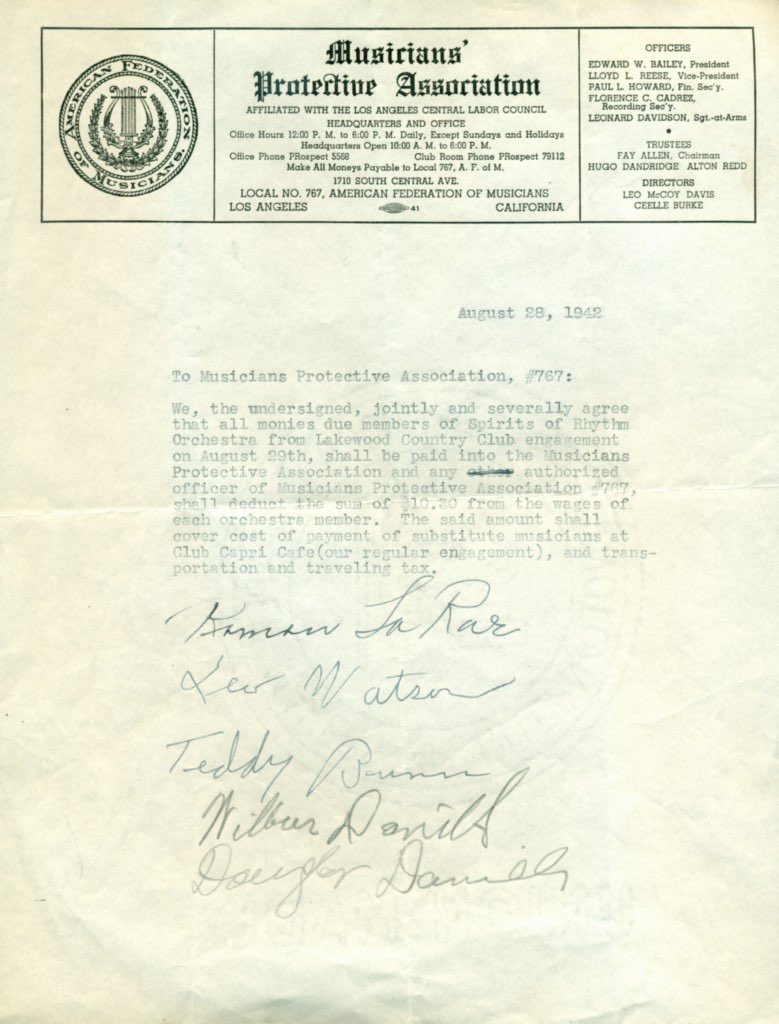 AMERICAN FEDERATION
OF MUSICIANS.
Musicians'
Protective Association
AFFILIATED WITH THE LOS ANGELES CENTRAL LABOR COUNCIL
HEADQUARTERS AND OFFICE
Office Hours 12:00 P. M. to 6:00 P. M. Daily, Except Sundays and Holidays
Headquarters Open 10:00 A. M. to 6:00 P. M.
Office Phone PRospect 5568 Club Room Phone PRospect 79112
Make All Moneys Payable to Local 767, A. F. of M.
1710 SOUTH CENTRAL AVE.
LOCAL NO. 767, AMERICAN FEDERATION OF MUSICIANS
LOS ANGELES 41 CALIFORNIA
OFFICERS
EDWARD W. BAILEY, President
LLOYD L. REESE, Vice-President
PAUL L. HOWARD, Fin. Sec'y.
FLORENCE C. CADREZ,
Recording Sec'y.
LEONARD DAVIDSON, Sgt.-at-Arms
TRUSTEES
FAY ALLEN, Chairman
HUGO DANDRIDGE ALTON REDD
DIRECTORS
LEO McCOY DAVIS
CEELLE BURKE
August 28, 1942
To Musicians Protective Association, #767:
We, the undersigned, jointly and severally agree
that all monies due members of Spirits of Rhythm
Orchestra from Lakewood Country Club engagement
on August 29th, shall be paid into the Musicians
Protective Association and any other authorized
officer of Musicians Protective Association #767,
shall deduct the sum of $10.20 from the wages of
each orchestra member. The said amount shall
cover cost of payment of substitute musicians at
Club Capri Cafe(our regular engagement), and trans-
portation and traveling tax.
La Rae
Leo Watson
Teddy Bunn
Wilbur Daniels
Douglas Daniels